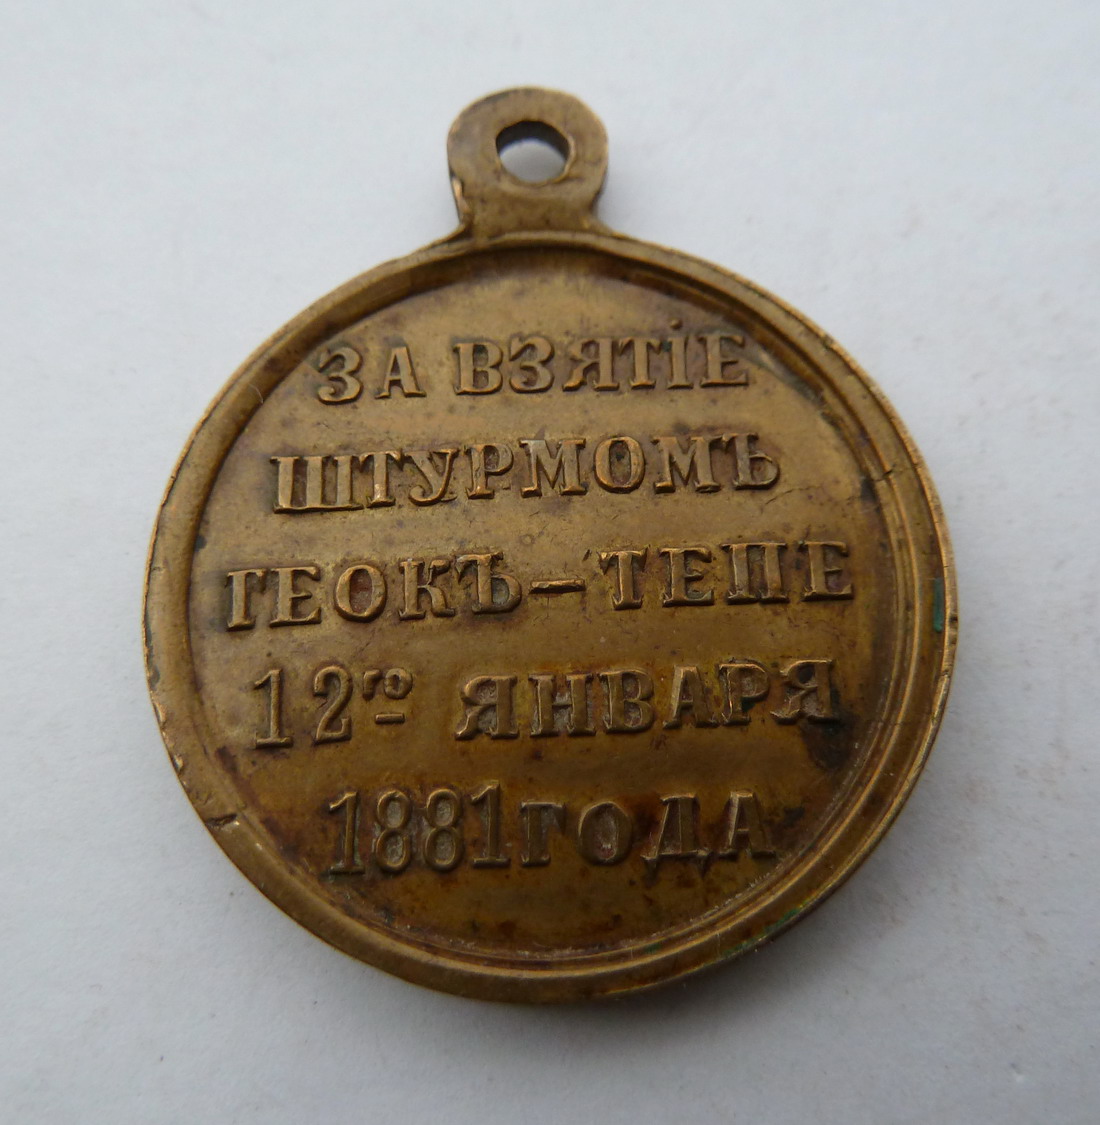 ЗА ВЗЯТІЕ
ШТУРМОМЪ
ГЕОКЪ-ТЕПЕ
12го ЯНВАРЯ
1881 ГОДА